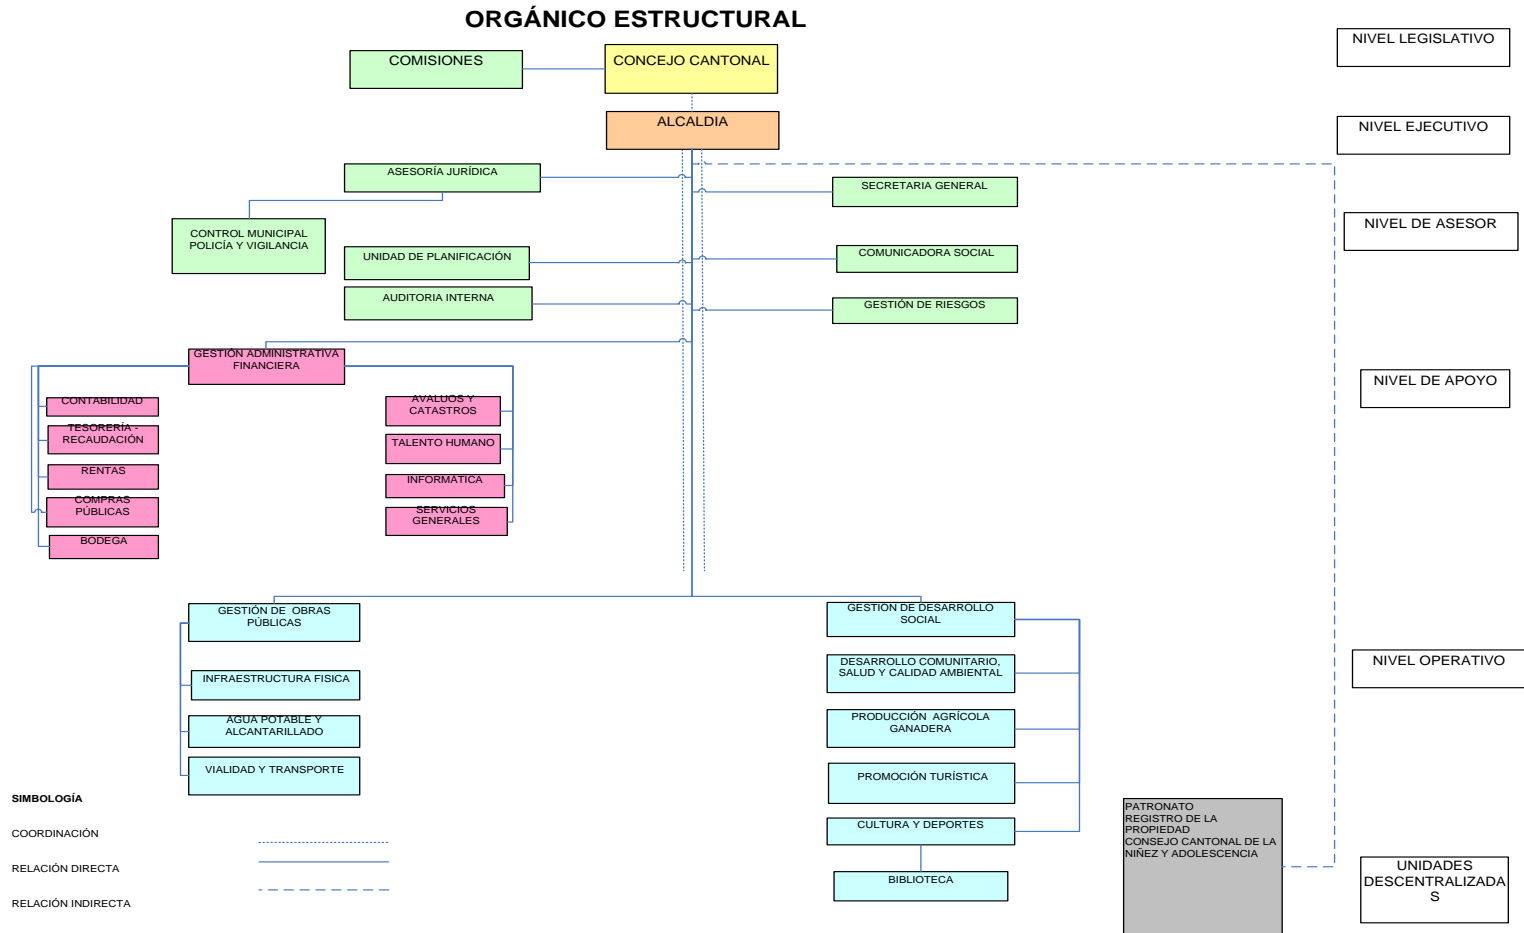 ORGÁNICO ESTRUCTURAL
COMISIONES
CONCEJO CANTONAL
NIVEL LEGISLATIVO
ALCALDIA
NIVEL EJECUTIVO
ASESORÍA JURÍDICA
SECRETARIA GENERAL
CONTROL MUNICIPAL
POLICÍA Y VIGILANCIA
NIVEL DE ASESOR
UNIDAD DE PLANIFICACIÓN
COMUNICADORA SOCIAL
AUDITORIA INTERNA
GESTIÓN DE RIESGOS
GESTIÓN ADMINISTRATIVA
FINANCIERA
NIVEL DE APOYO
CONTABILIDAD
TESORERÍA -
RECAUDACIÓN
RENTAS
COMPRAS
PÚBLICAS
BODEGA
AVALUOS Y
CATASTROS
TALENTO HUMANO
INFORMÁTICA
SERVICIOS
GENERALES
GESTIÓN DE  OBRAS
PÚBLICAS
INFRAESTRUCTURA FISICA
AGUA POTABLE Y
ALCANTARILLADO
VIALIDAD Y TRANSPORTE
GESTIÓN DE DESARROLLO
SOCIAL
DESARROLLO COMUNITARIO,
SALUD Y CALIDAD AMBIENTAL
PRODUCCIÓN  AGRÍCOLA
GANADERA
PROMOCIÓN TURÍSTICA
CULTURA Y DEPORTES
BIBLIOTECA
NIVEL OPERATIVO
PATRONATO
REGISTRO DE LA
PROPIEDAD
CONSEJO CANTONAL DE LA
NIÑEZ Y ADOLESCENCIA
UNIDADES
DESCENTRALIZADA
S
SIMBOLOGÍA
COORDINACIÓN
RELACIÓN DIRECTA
RELACIÓN INDIRECTA